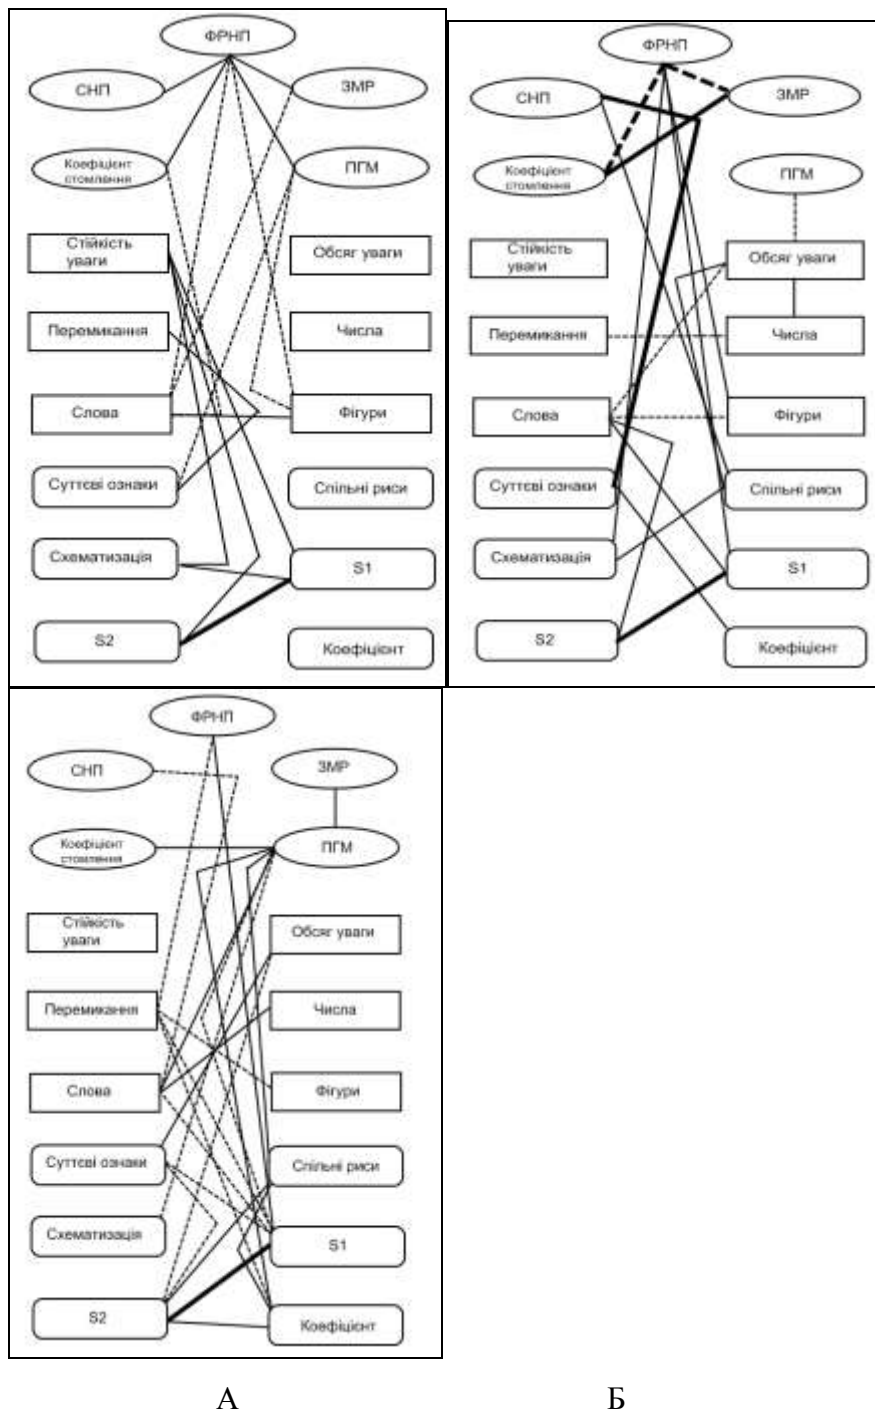 ФРНП
СНП
ЗМР
Коефіцієнт
стомлення
ПГМ
Стійкість
уваги
Обсяг уваги
Перемикання
Числа
Слова
Фігури
Суттєві ознаки
Спільні риси
Схематизація
S1
S2
Коефіцієнт
ФРНП
СНП
ЗМР
Коефіцієнт
стомлення
ПГМ
Стійкість
уваги
Обсяг уваги
Перемикання
Числа
Слова
Фігури
Суттєві ознаки
Спільні риси
Схематизація
S1
S2
Коефіцієнт
ФРНП
СНП
ЗМР
Коефіцієнт
стомлення
ПГМ
Стійкість
уваги
Обсяг уваги
Перемикання
Числа
Слова
Фігури
Суттєві ознаки
Спільні риси
Схематизація
S1
S2
Коефіцієнт
А Б